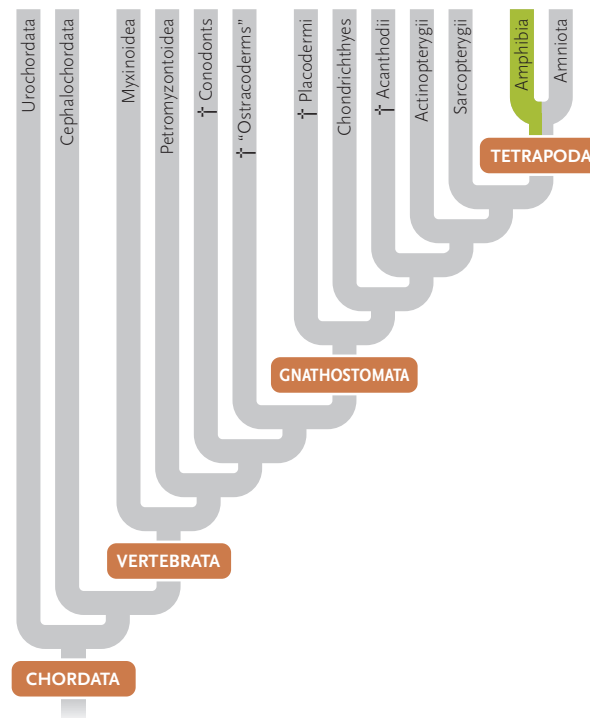 Urochordata
Cephalochordata
Myxinoidea
Petromyzontoidea
† Conodonts
† "Ostracoderms"
† Placodermi
Chondrichthyes
† Acanthodii
Actinopterygii
Sarcopterygii
Amphibia
Amniota
TETRAPODA
GNATHOSTOMATA
VERTEBRATA
CHORDATA